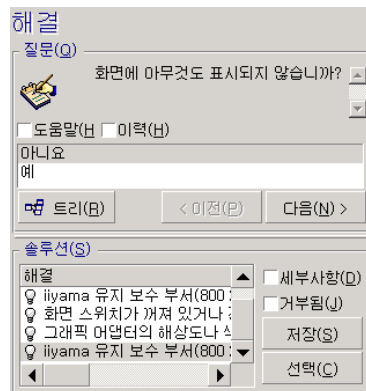 해결
질문(Q)
화면에 아무것도 표시되지 않습니까?
도움말(H 이력(H)
아니요
예
트리(R) < 이전(P) 다음(N) >
솔루션(S)
해결
iiyama 유지 보수 부서(800
화면 스위치가 꺼져 있거나
그래픽 어댑터의 해상도나
iiyama 유지 보수 부서(800
세부사항(D)
거부됨(J)
저장(S)
선택(C)